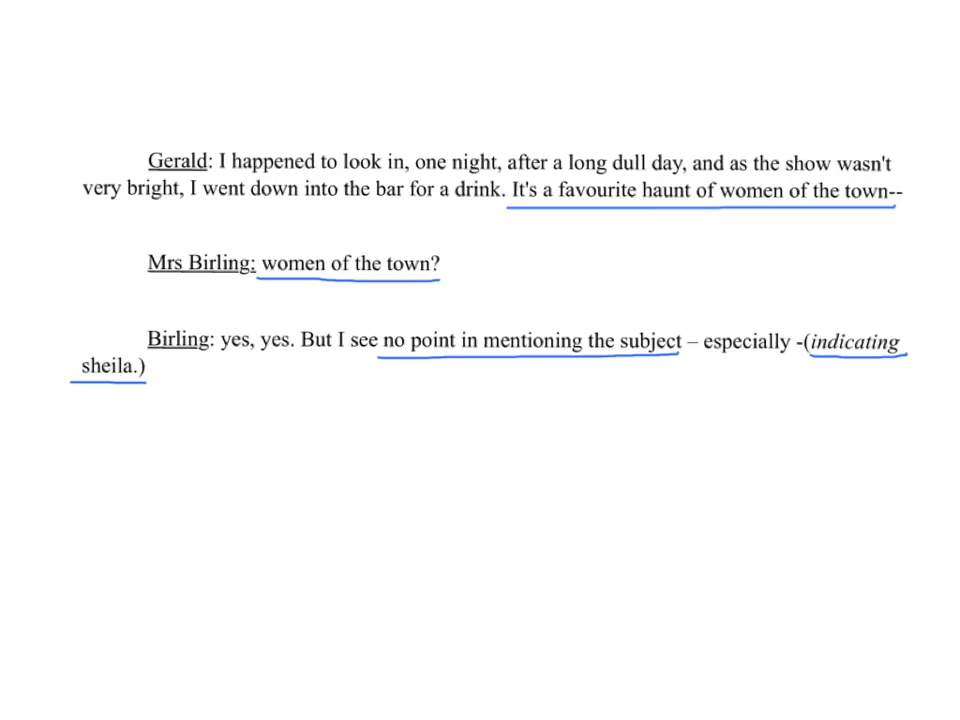 Gerald: I happened to look in, one night, after a long dull day, and as the show wasn't
very bright, I went down into the bar for a drink. It's a favourite haunt of women of the town--
Mrs Birling: women of the town?
Birling: yes, yes. But I see no point in mentioning the subject – especially -(indicating
sheila.)